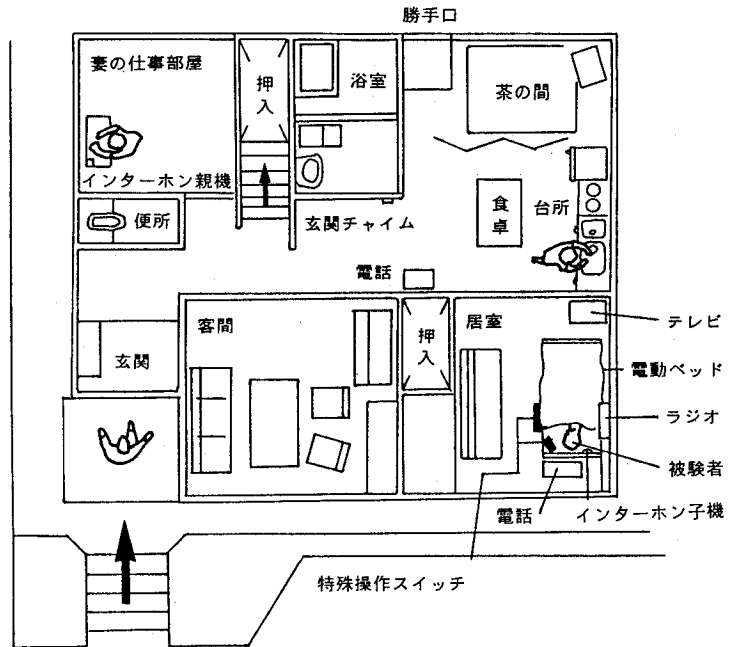 勝手口
妻の仕事部屋
押入
浴室
茶の間
インターホン親機
便所
玄関チャイム
食卓
台所
電話
客間
押入
居室
テレビ
玄関
電動ベッド
ラジオ
被験者
電話
インターホン子機
特殊操作スイッチ